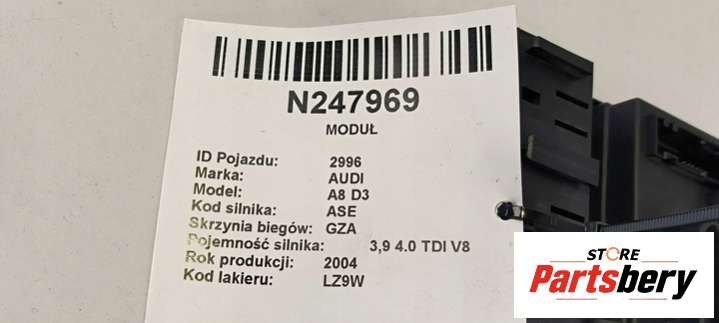 N247969
MODUŁ
ID Pojazdu: 2996
Marka: AUDI
Model: A8 D3
Kod silnika: ASE
Skrzynia biegów: GZA
Pojemność silnika: 3,9 4.0 TDI V8
Rok produkcji: 2004
Kod lakieru: LZ9W
STORE
Partsbery